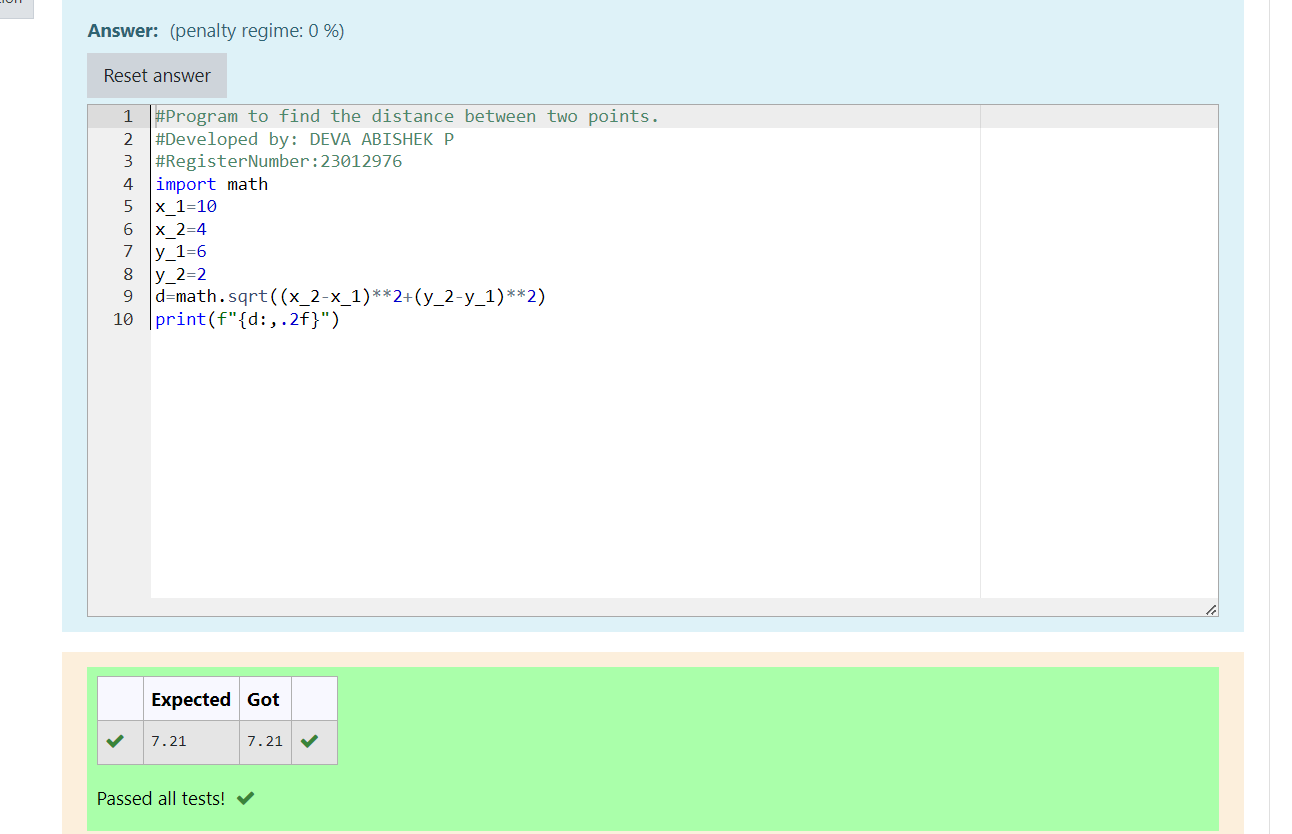 Answer: (penalty regime: 0 %)
Reset answer
1 #Program to find the distance between two points.
2 #Developed by: DEVA ABISHEK P
3 #RegisterNumber:23012976
4 import math
5 x_1=10
6 x_2=4
7 y_1=6
8 y_2=2
9 d=math.sqrt((x_2-x_1)**2+(y_2-y_1)**2)
10 print(f"{d:,.2f}")
Expected Got
7.21 7.21
Passed all tests!